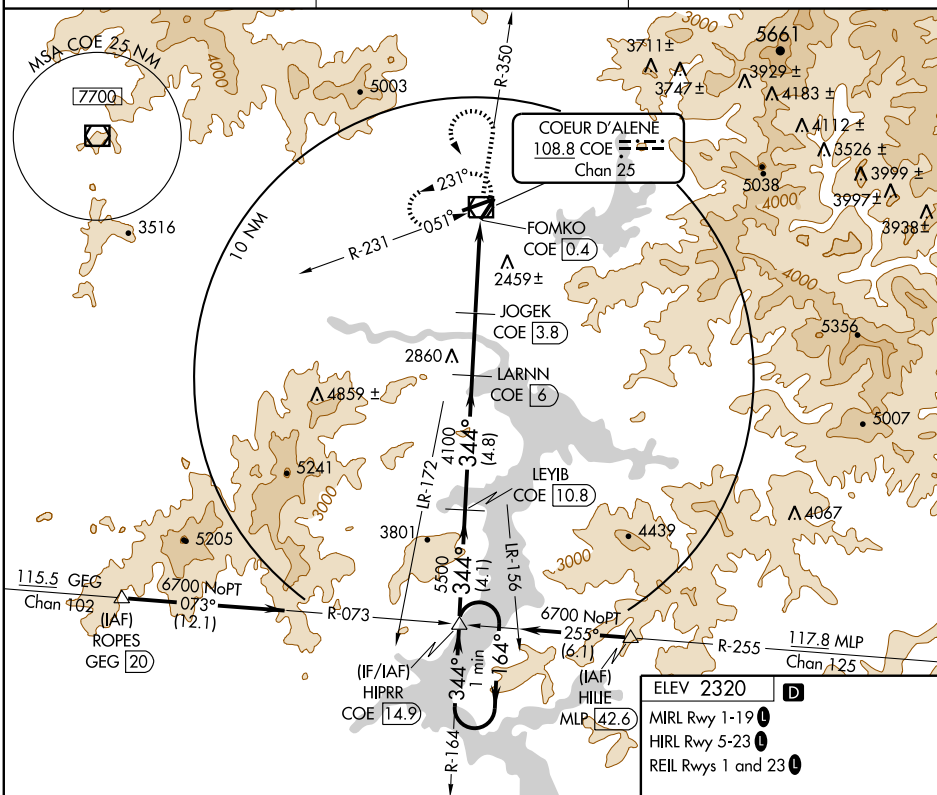 MSA COE 25 NM
7700
4000
5003
R-350
3000
5661
3711±
3747±
3929±
4183±
4112±
3526±
3999±
3997±
3938±
5038
4000
COEUR D'ALENE
108.8 COE
Chan 25
3516
10 NM
231°
051°
R-231
FOMKO
COE 0.4
2459±
4000
JOGEK
COE 3.8
5356
2860
LARNN
COE 6
4859±
5007
4100
344°
(4.8)
LR-172
5241
3000
LEYIB
COE 10.8
4067
3801
4439
3000
5205
LR-156
5500
344°
(4.1)
115.5 GEG
Chan 102
6700 NoPT
073°
(12.1)
R-073
(IAF)
ROPES
GEG 20
6700 NoPT
255°
(6.1)
R-255
117.8 MLP
Chan 125
(IF/IAF)
HIPRR
COE 14.9
344°
1 min
164°
R-164
(IAF)
HILIE
MLP 42.6
ELEV 2320 D
MIRL Rwy 1-19 L
HIRL Rwy 5-23 L
REIL Rwys 1 and 23 L